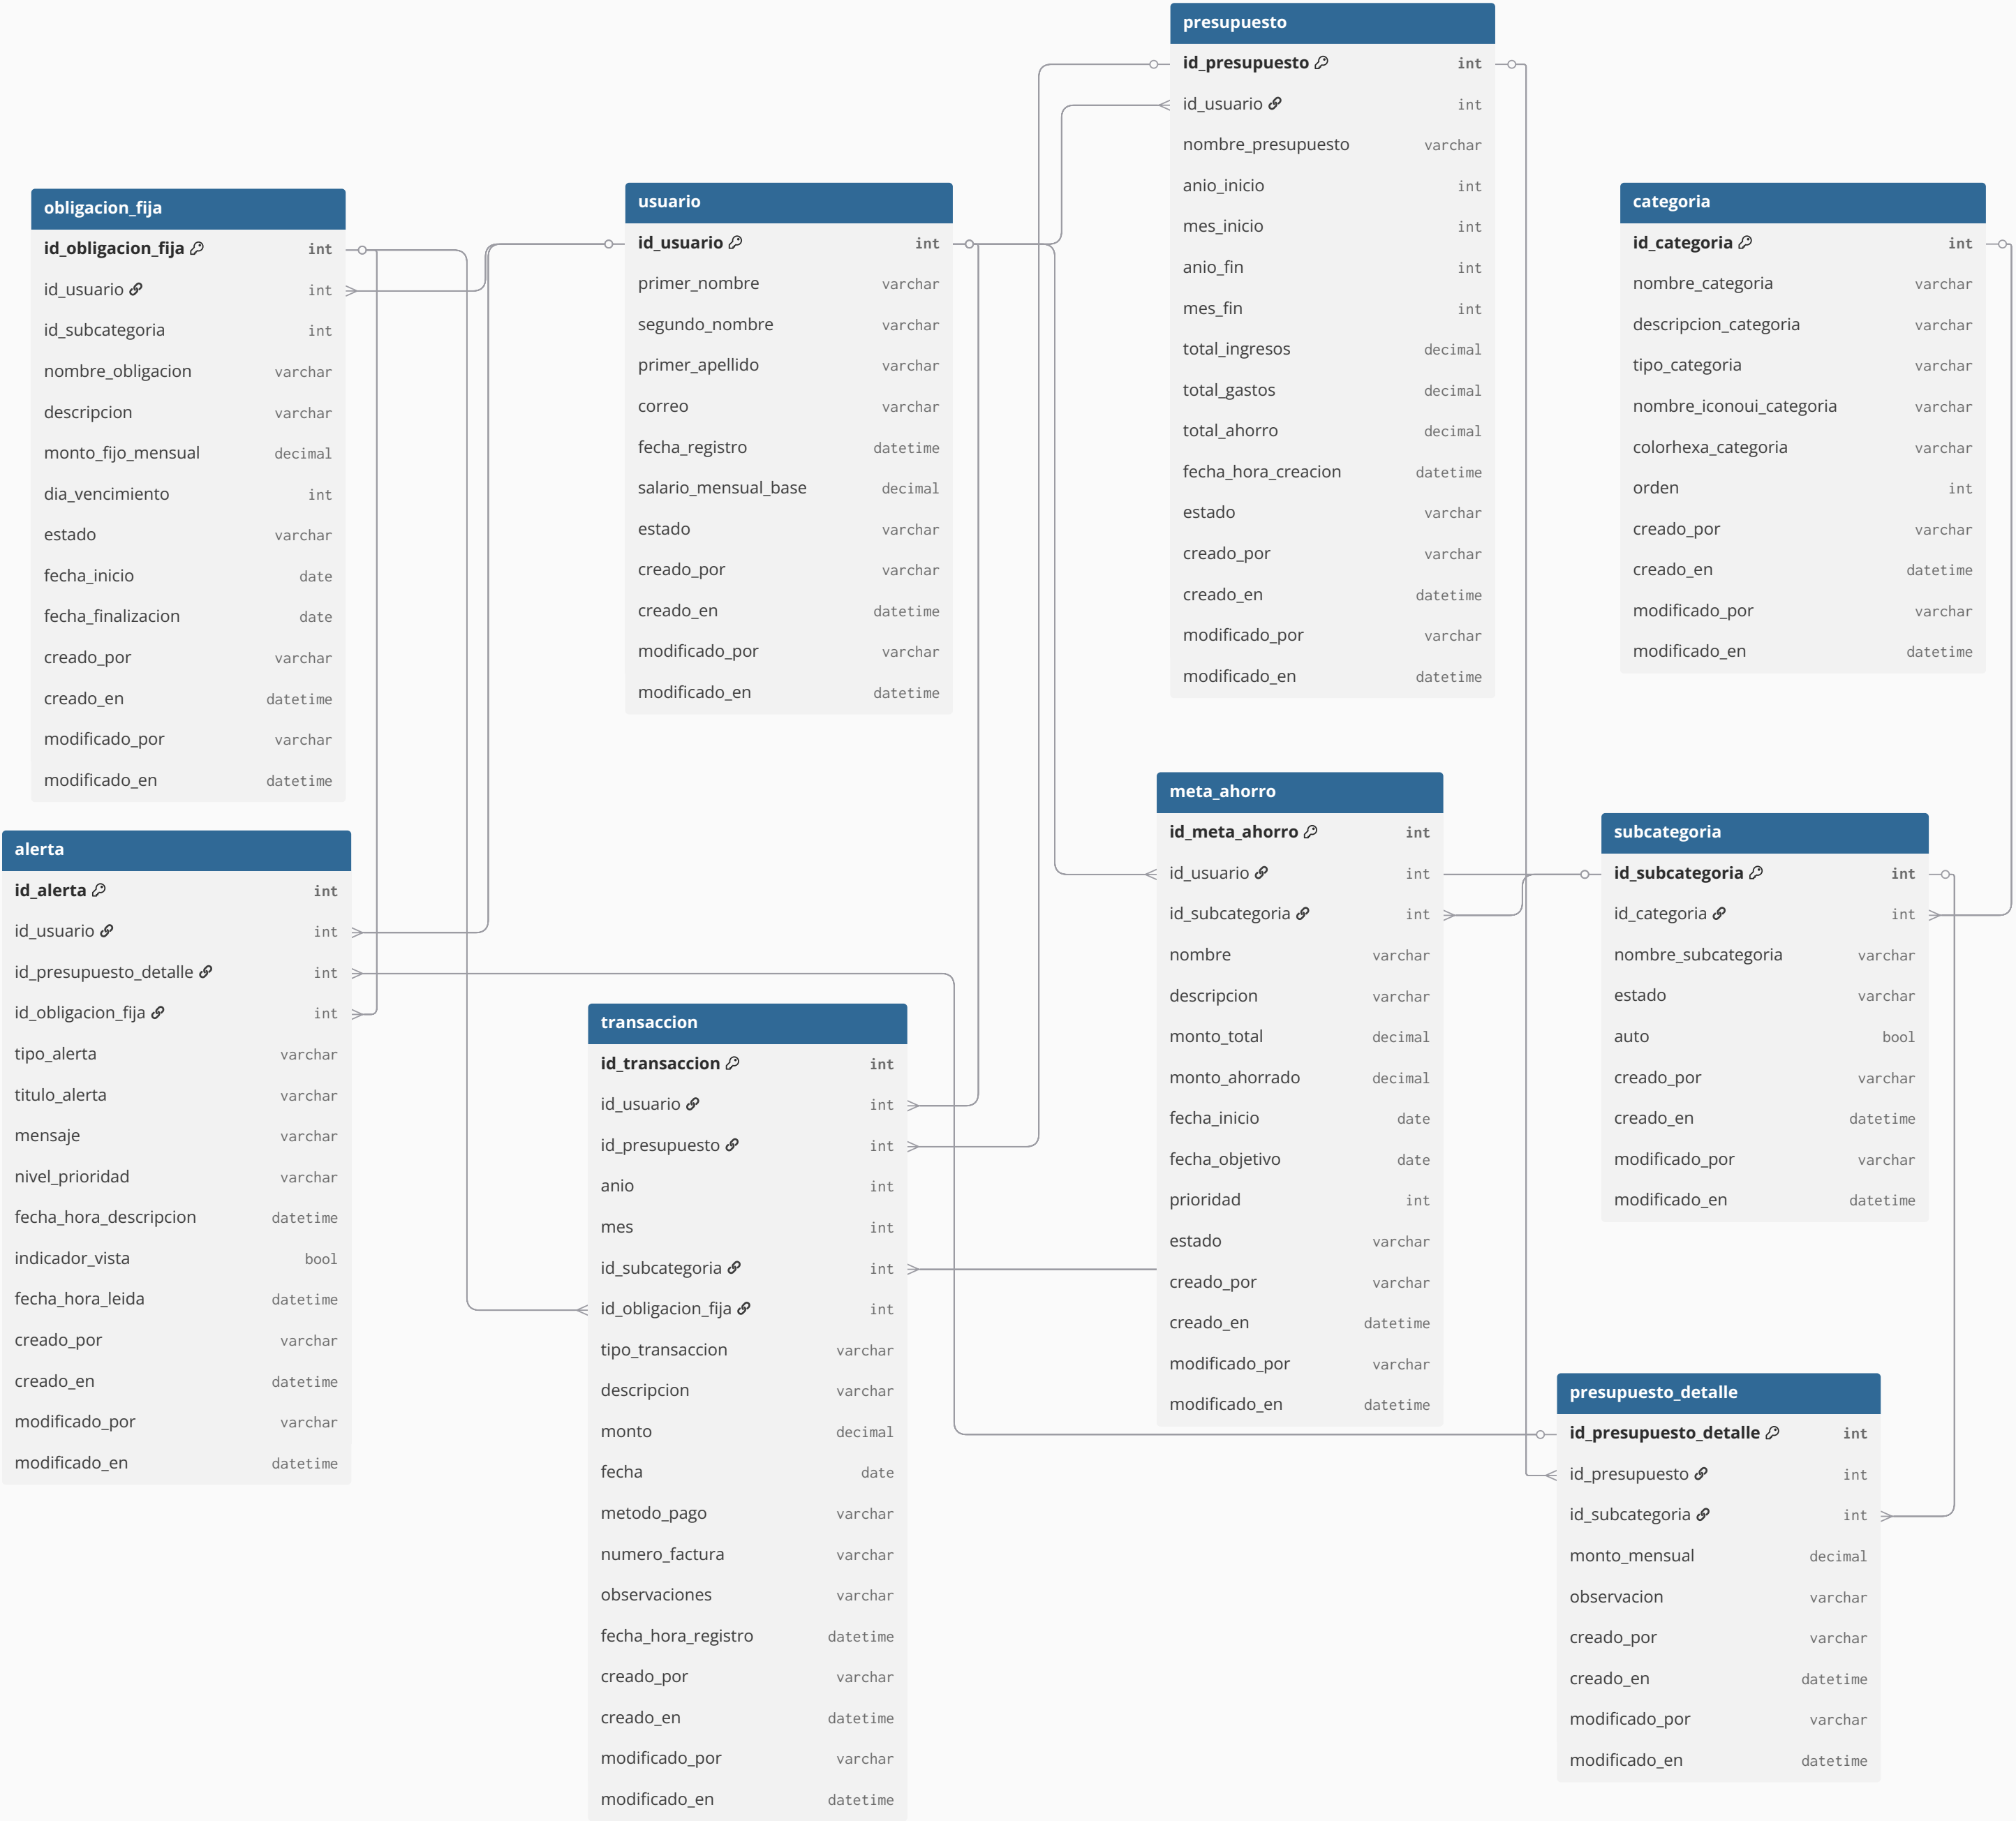 presupuesto
id_presupuesto int
id_usuario int
nombre_presupuesto varchar
anio_inicio int
mes_inicio int
anio_fin int
mes_fin int
total_ingresos decimal
total_gastos decimal
total_ahorro decimal
fecha_hora_creacion datetime
estado varchar
creado_por varchar
creado_en datetime
modificado_por varchar
modificado_en datetime
obligacion_fija
id_obligacion_fija int
id_usuario int
id_subcategoria int
nombre_obligacion varchar
descripcion varchar
monto_fijo_mensual decimal
dia_vencimiento int
estado varchar
fecha_inicio date
fecha_finalizacion date
creado_por varchar
creado_en datetime
modificado_por varchar
modificado_en datetime
usuario
id_usuario int
primer_nombre varchar
segundo_nombre varchar
primer_apellido varchar
correo varchar
fecha_registro datetime
salario_mensual_base decimal
estado varchar
creado_por varchar
creado_en datetime
modificado_por varchar
modificado_en datetime
categoria
id_categoria int
nombre_categoria varchar
descripcion_categoria varchar
tipo_categoria varchar
nombre_iconoui_categoria varchar
colorhexa_categoria varchar
orden int
creado_por varchar
creado_en datetime
modificado_por varchar
modificado_en datetime
alerta
id_alerta int
id_usuario int
id_presupuesto_detalle int
id_obligacion_fija int
tipo_alerta varchar
titulo_alerta varchar
mensaje varchar
nivel_prioridad varchar
fecha_hora_descripcion datetime
indicador_vista bool
fecha_hora_leida datetime
creado_por varchar
creado_en datetime
modificado_por varchar
modificado_en datetime
transaccion
id_transaccion int
id_usuario int
id_presupuesto int
anio int
mes int
id_subcategoria int
id_obligacion_fija int
tipo_transaccion varchar
descripcion varchar
monto decimal
fecha date
metodo_pago varchar
numero_factura varchar
observaciones varchar
fecha_hora_registro datetime
creado_por varchar
creado_en datetime
modificado_por varchar
modificado_en datetime
meta_ahorro
id_meta_ahorro int
id_usuario int
id_subcategoria int
nombre varchar
descripcion varchar
monto_total decimal
monto_ahorrado decimal
fecha_inicio date
fecha_objetivo date
prioridad int
estado varchar
creado_por varchar
creado_en datetime
modificado_por varchar
modificado_en datetime
subcategoria
id_subcategoria int
id_categoria int
nombre_subcategoria varchar
estado varchar
auto bool
creado_por varchar
creado_en datetime
modificado_por varchar
modificado_en datetime
presupuesto_detalle
id_presupuesto_detalle int
id_presupuesto int
id_subcategoria int
monto_mensual decimal
observacion varchar
creado_por varchar
creado_en datetime
modificado_por varchar
modificado_en datetime